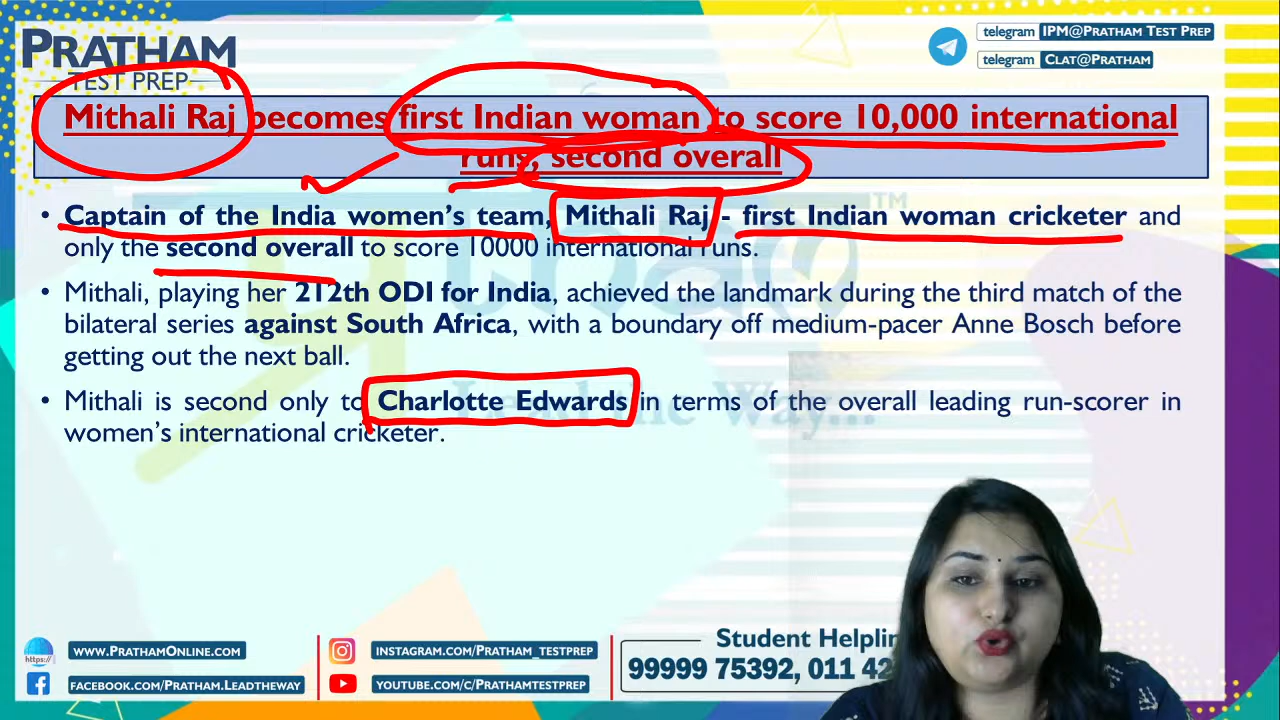 PRATHAM
TEST PREP
telegram IPM@PRATHAM TEST PREP
telegram CLAT@PRATHAM
Mithali Raj becomes first Indian woman to score 10,000 international
runs, second overall
TM
• Captain of the India women's team, Mithali Raj - first Indian woman cricketer and
only the second overall to score 10000 international runs.
• Mithali, playing her 212th ODI for India, achieved the landmark during the third match of the
bilateral series against South Africa, with a boundary off medium-pacer Anne Bosch before
getting out the next ball.
• Mithali is second only to Charlotte Edwards in terms of the overall leading run-scorer in
women's international cricketer.
Lead the Way...
https://
WWW.PRATHAMONLINE.COM
INSTAGRAM.COM/PRATHAM_TESTPREP
FACEBOOK.COM/PRATHAM.LEADTHEWAY
YOUTUBE.COM/C/PRATHAMTESTPREP
Student
99999 75392, 011